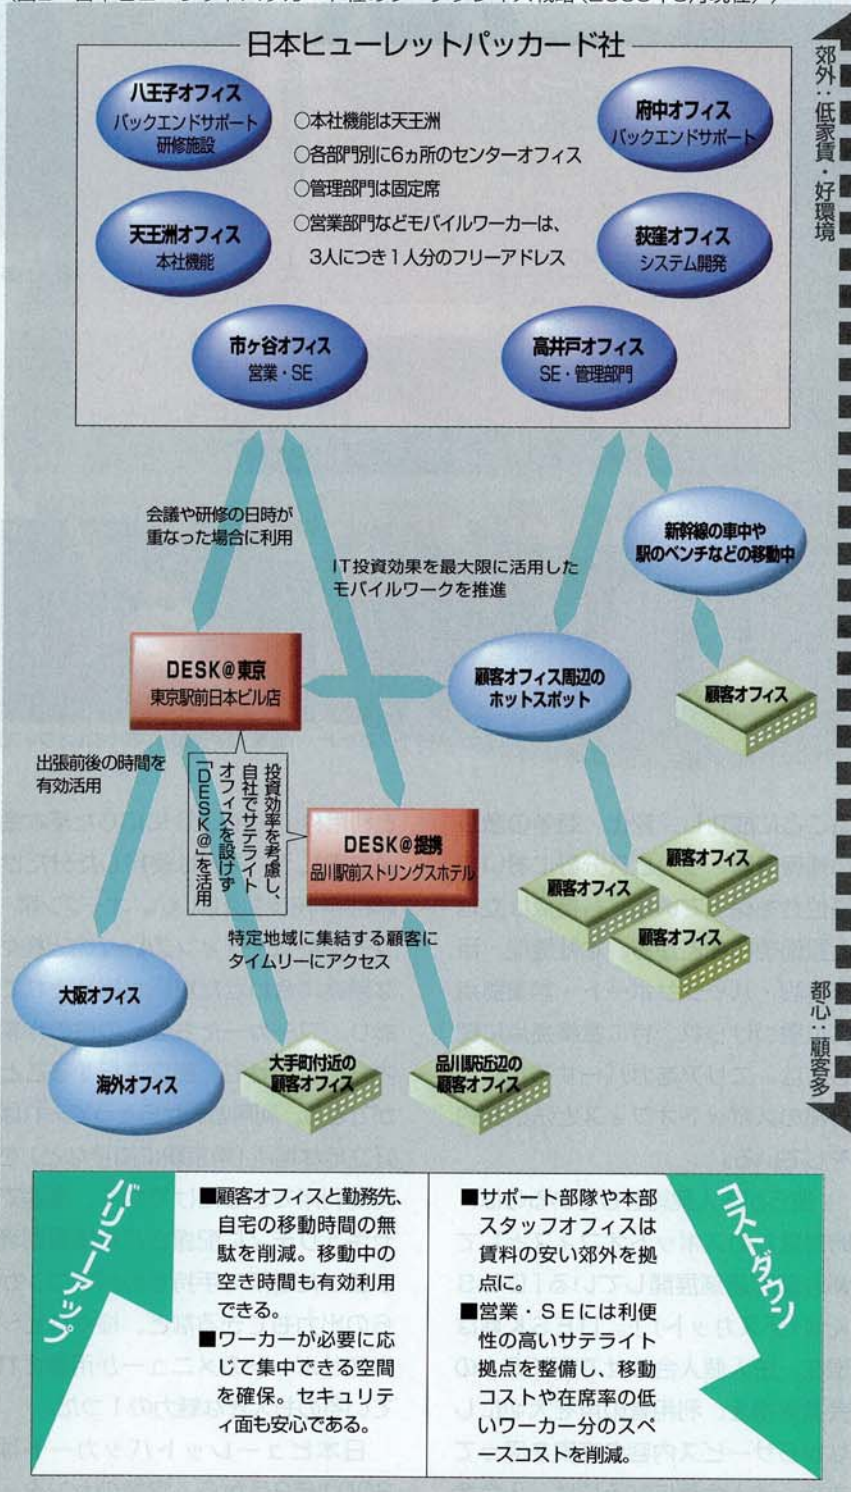 日本ヒューレットパッカード社
八王子オフィス
バックエンドサポート
研修施設
府中オフィス
バックエンドサポート
○本社機能は天王洲
○各部門別に6ヵ所のセンターオフィス
○管理部門は固定席
○営業部門などモバイルワーカーは、
3人につき1人分のフリーアドレス
天王洲オフィス
本社機能
荻窪オフィス
システム開発
市ヶ谷オフィス
営業・SE
高井戸オフィス
SE・管理部門
郊外：低家賃・好環境
会議や研修の日時が
重なった場合に利用
IT投資効果を最大限に活用した
モバイルワークを推進
新幹線の車中や
駅のベンチなどの移動中
DESK@東京
東京駅前日本ビル店
顧客オフィス周辺の
ホットスポット
顧客オフィス
出張前後の時間を
有効活用
投資効率を考慮し、
自社でサテライト
オフィスを設けず
「DESK@」を活用
DESK@提携
品川駅前ストリングスホテル
顧客オフィス
顧客オフィス
顧客オフィス
特定地域に集結する顧客に
タイムリーにアクセス
大阪オフィス
海外オフィス
大手町付近の
顧客オフィス
品川駅近辺の
顧客オフィス
都心：顧客多
バリューアップ
■顧客オフィスと勤務先、
自宅の移動時間の無
駄を削減。移動中の
空き時間も有効利用
できる。
■ワーカーが必要に応
じて集中できる空間
を確保。セキュリテ
ィ面も安心である。
■サポート部隊や本部
スタッフオフィスは
賃料の安い郊外を拠
点に。
■営業・SEには利便
性の高いサテライト
拠点を整備し、移動
コストや在席率の低
いワーカー分のスペ
ースコストを削減。
コストダウン